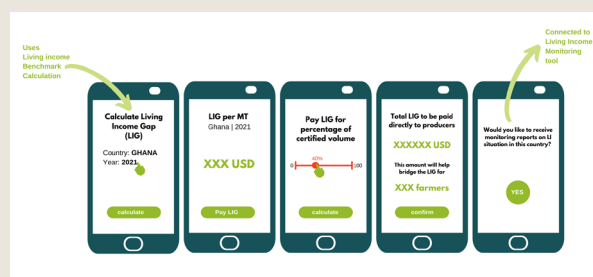 Uses
Living income
Benchmark
Calculation
Connected to
Living Income
Monitoring
tool
Calculate Living
Income Gap
(LIG)
Country: GHANA
Year: 2021
calculate
LIG per MT
Ghana | 2021
XXX USD
Pay LIG
Pay LIG for
percentage of
certified volume
40%
0
100
calculate
Total LIG to be paid
directly to producers
XXXXXX USD
This amount will help
bridge the LIG for
XXX farmers
confirm
Would you like to receive
monitoring reports on LI
situation in this country?
YES